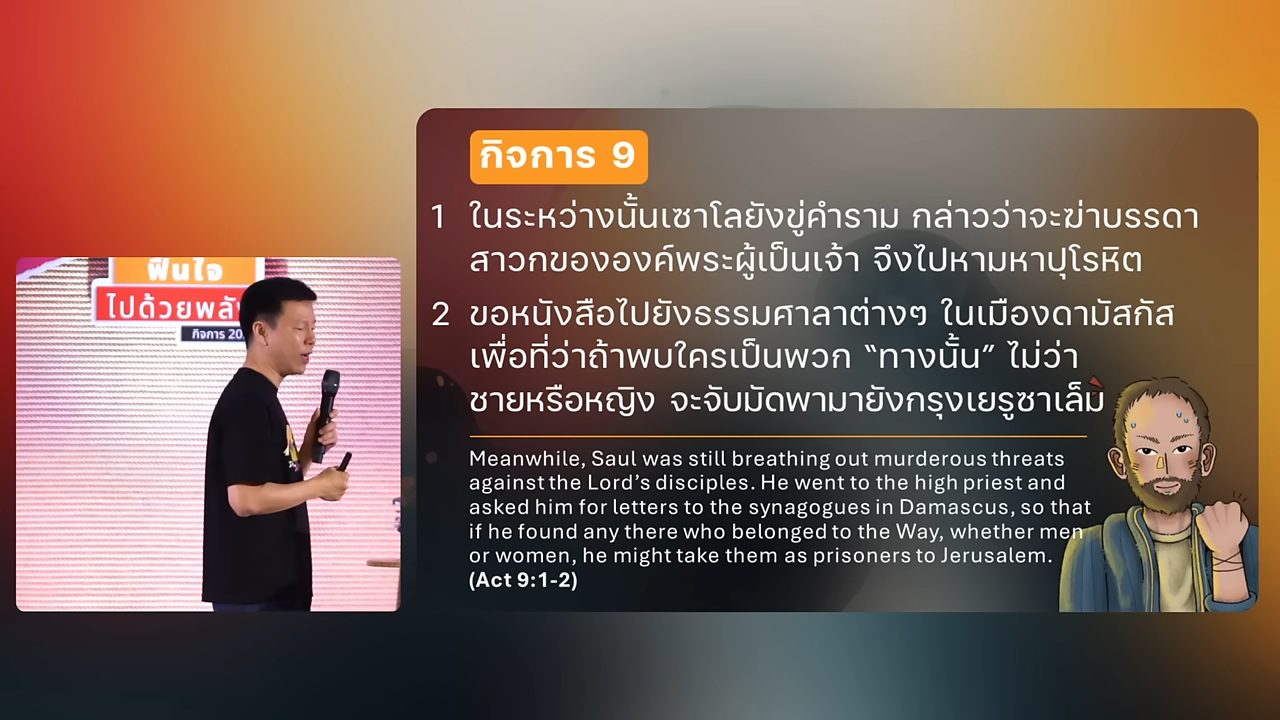 ฟื้นใจ
ไปด้วยพลัง
กิจการ 20
กิจการ 9
1 ในระหว่างนั้นเซาโลยังขู่คำราม กล่าวว่าจะฆ่าบรรดา
สาวกขององค์พระผู้เป็นเจ้า จึงไปหามหาปุโรหิต
2 ขอหนังสือไปยังธรรมศาลาต่างๆ ในเมืองดามัสกัส
เพื่อที่ว่าถ้าพบใครเป็นพวก “ทางนั้น” ไม่ว่า
ชายหรือหญิง จะจับมัดพามายังกรุงเยรูซาเล็ม
Meanwhile, Saul was still breathing out murderous threats
against the Lord’s disciples. He went to the high priest and
asked him for letters to the synagogues in Damascus, so that
if he found any there who belonged to the Way, whether men
or women, he might take them as prisoners to Jerusalem.
(Act 9:1-2)